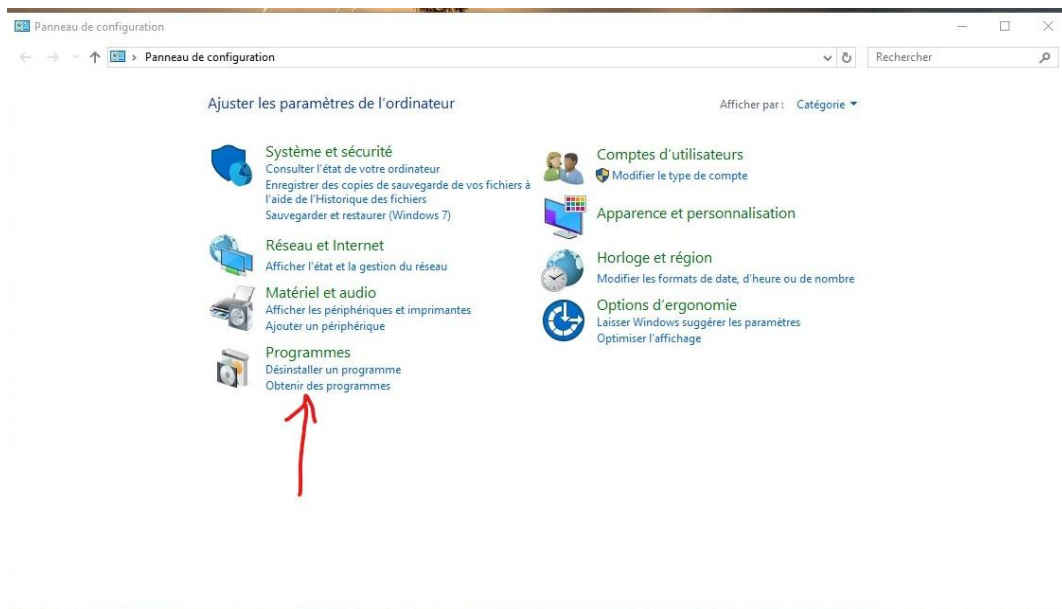 Panneau de configuration
Panneau de configuration
Rechercher
Ajuster les paramètres de l'ordinateur
Afficher par : Catégorie
Système et sécurité
Consulter l'état de votre ordinateur
Enregistrer des copies de sauvegarde de vos fichiers à
l'aide de l'Historique des fichiers
Sauvegarder et restaurer (Windows 7)
Réseau et Internet
Afficher l'état et la gestion du réseau
Matériel et audio
Afficher les périphériques et imprimantes
Ajouter un périphérique
Programmes
Désinstaller un programme
Obtenir des programmes
Comptes d'utilisateurs
Modifier le type de compte
Apparence et personnalisation
Horloge et région
Modifier les formats de date, d'heure ou de nombre
Options d'ergonomie
Laisser Windows suggérer les paramètres
Optimiser l'affichage